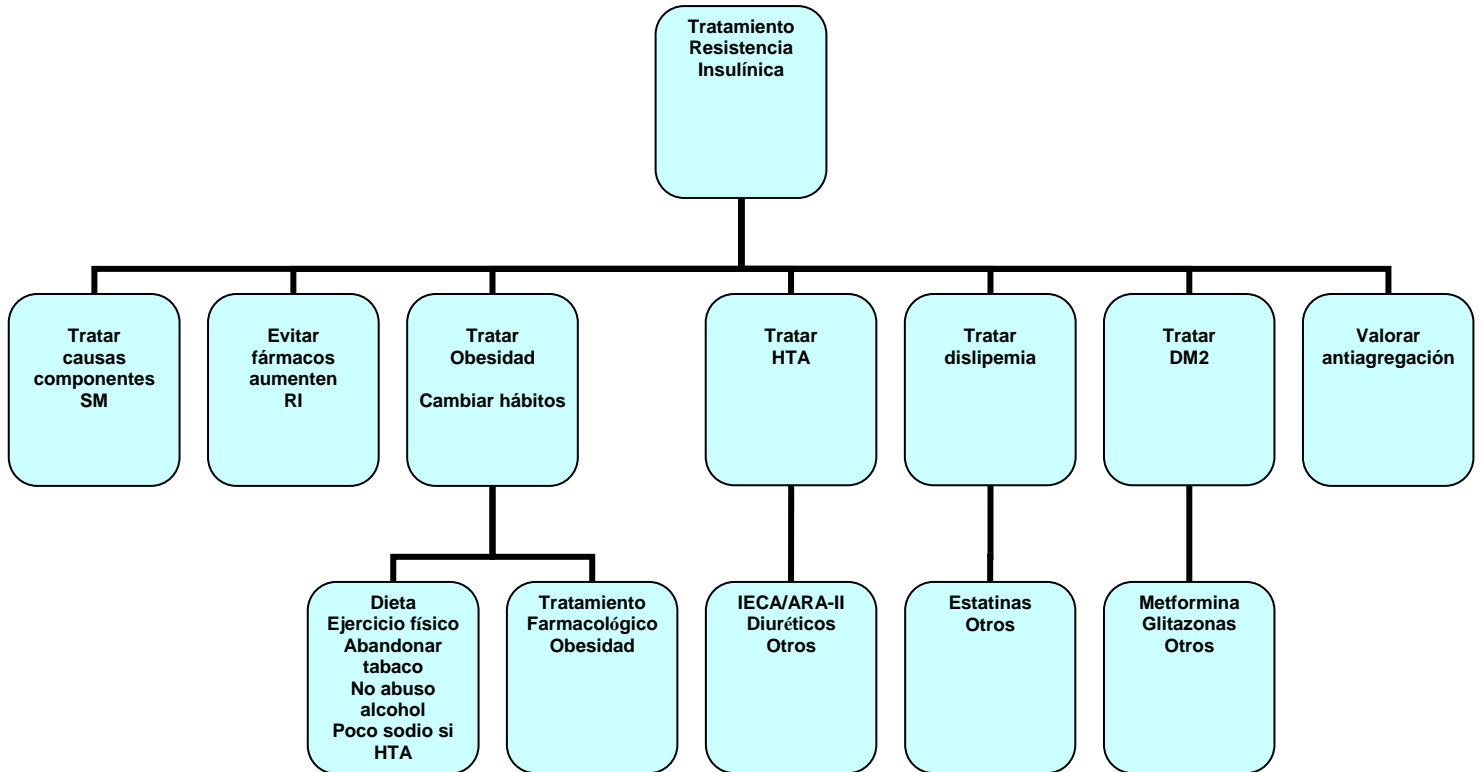 Tratamiento
Resistencia
Insulínica
Tratar
causas
componentes
SM
Evitar
fármacos
aumenten
RI
Tratar
Obesidad
Cambiar hábitos
Tratar
HTA
Tratar
dislipemia
Tratar
DM2
Valorar
antiagregación
Dieta
Ejercicio físico
Abandonar
tabaco
No abuso
alcohol
Poco sodio si
HTA
Tratamiento
Farmacológico
Obesidad
IECA/ARA-II
Diuréticos
Otros
Estatinas
Otros
Metformina
Glitazonas
Otros